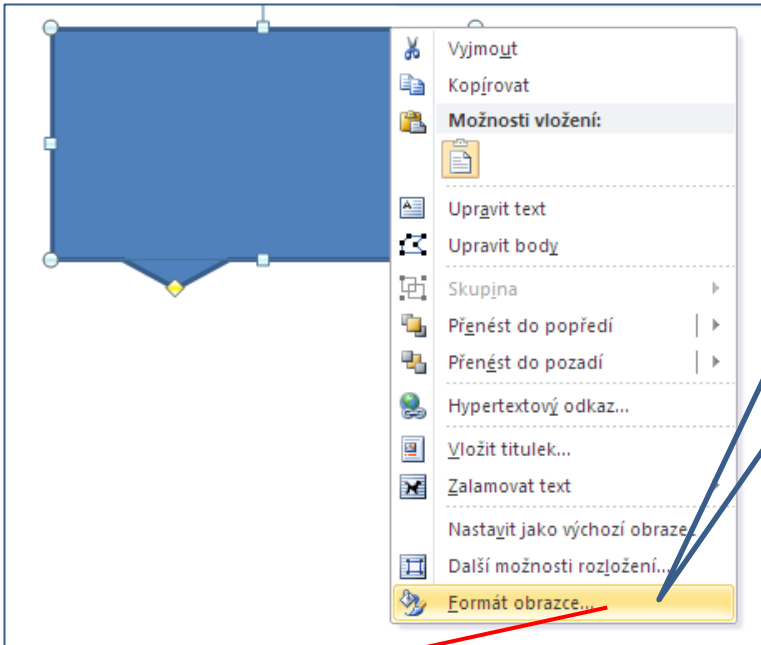 Vyjmout
Kopírovat
Možnosti vložení:
Upravit text
Upravit body
Skupina
Přenést do popředí
Přenést do pozadí
Hypertextový odkaz...
Vložit titulek...
Zalamovat text
Nastavit jako výchozí obrazec
Další možnosti rozložení...
Formát obrazce...